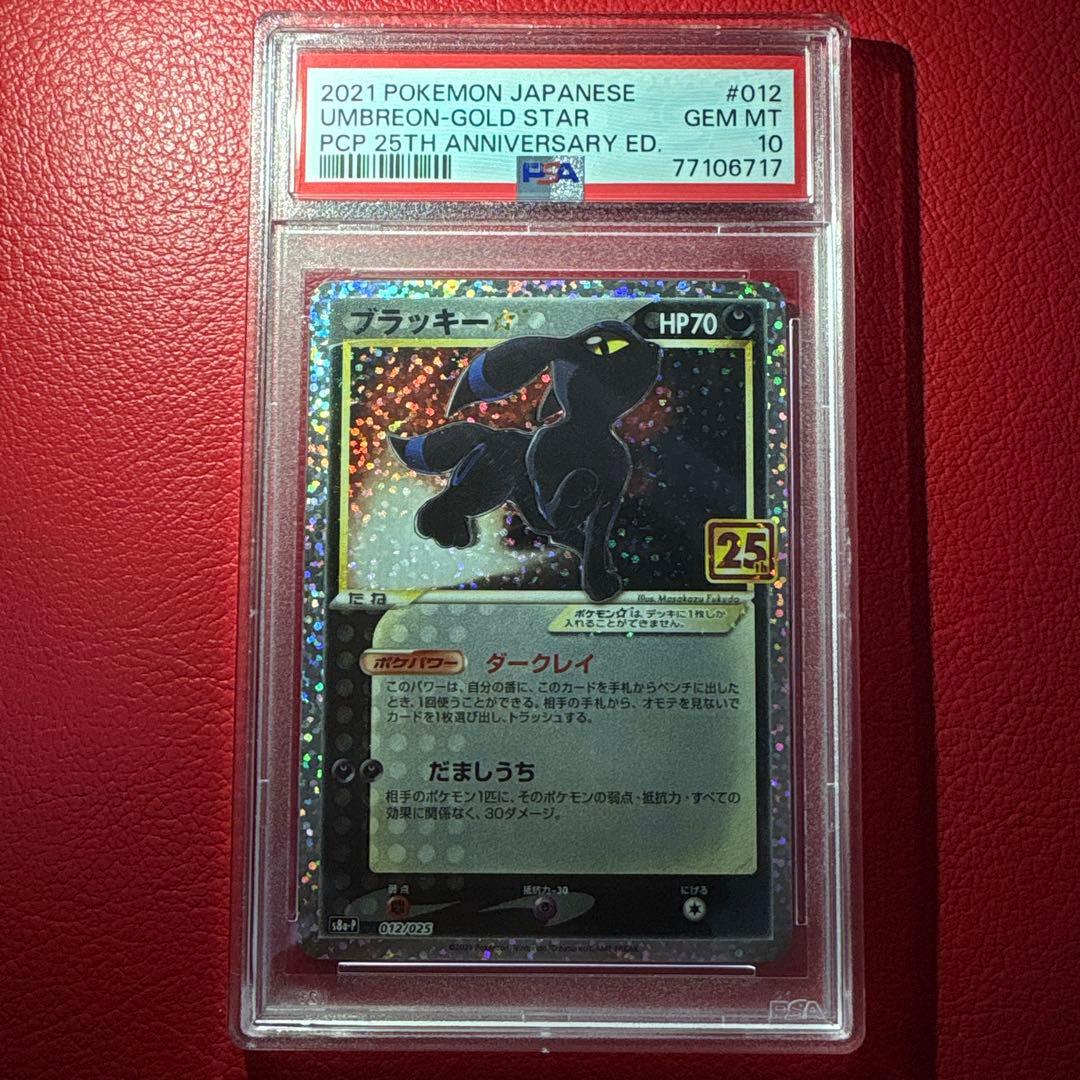 2021 POKEMON JAPANESE #012
UMBREON-GOLD STAR GEM MT
PCP 25TH ANNIVERSARY ED. 10
PSA 77106717
ブラッキー☆ HP70
25th
たね
Illus. Masakazu Fukuda
ポケモン☆は、デッキに1枚しか
入れることができません。
ポケパワー ダークレイ
このパワーは、自分の番に、このカードを手札からベンチに出した
とき、1回使うことができる。相手の手札から、オモテを見ないで
カードを1枚選び出し、トラッシュする。
だましうち
相手のポケモン1匹に、そのポケモンの弱点・抵抗力・すべての
効果に関係なく、30ダメージ。
弱点 抵抗力-30 にげる
s8a-P 012/025
©2021 Pokémon/Nintendo/Creatures/GAME FREAK
PSA